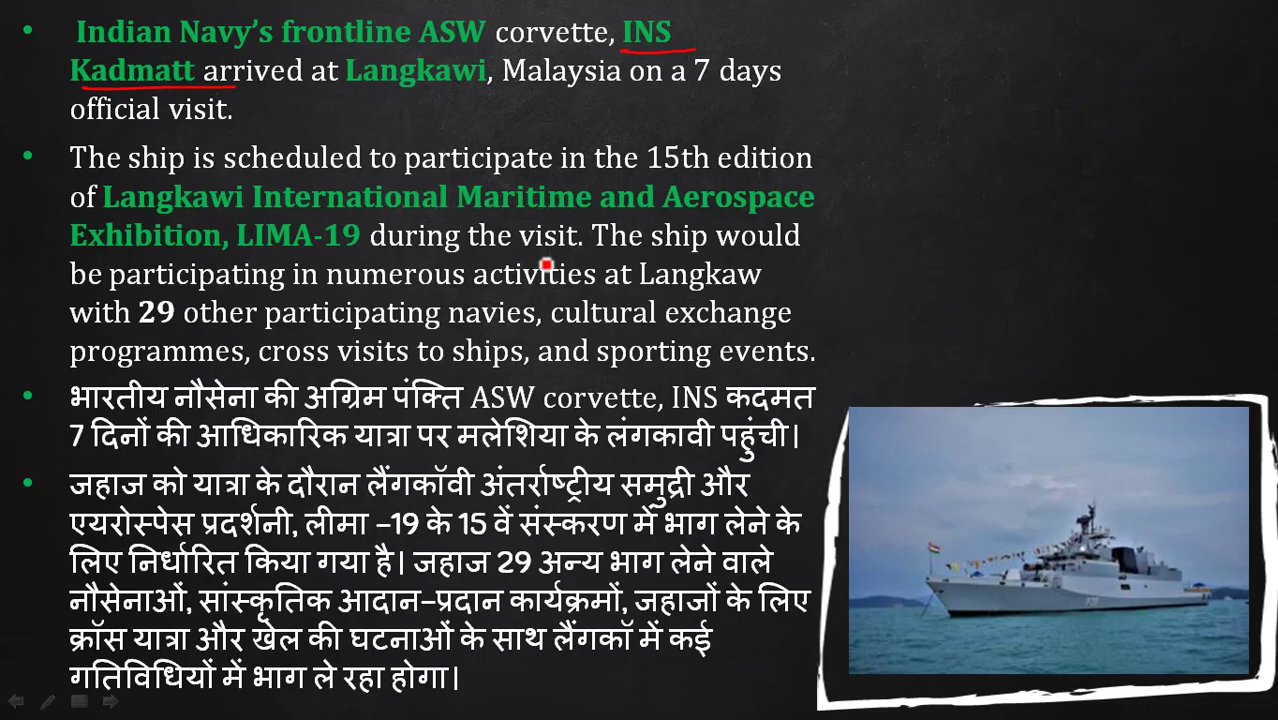 • Indian Navy’s frontline ASW corvette, INS
Kadmatt arrived at Langkawi, Malaysia on a 7 days
official visit.
• The ship is scheduled to participate in the 15th edition
of Langkawi International Maritime and Aerospace
Exhibition, LIMA-19 during the visit. The ship would
be participating in numerous activities at Langkaw
with 29 other participating navies, cultural exchange
programmes, cross visits to ships, and sporting events.
• भारतीय नौसेना की अग्रिम पंक्ति ASW corvette, INS कदमत
7 दिनों की आधिकारिक यात्रा पर मलेशिया के लंगकावी पहुंची।
• जहाज को यात्रा के दौरान लैंगकॉवी अंतर्राष्ट्रीय समुद्री और
एयरोस्पेस प्रदर्शनी, लीमा –19 के 15 वें संस्करण में भाग लेने के
लिए निर्धारित किया गया है। जहाज 29 अन्य भाग लेने वाले
नौसेनाओं, सांस्कृतिक आदान–प्रदान कार्यक्रमों, जहाजों के लिए
क्रॉस यात्रा और खेल की घटनाओं के साथ लैंगकॉ में कई
गतिविधियों में भाग ले रहा होगा।